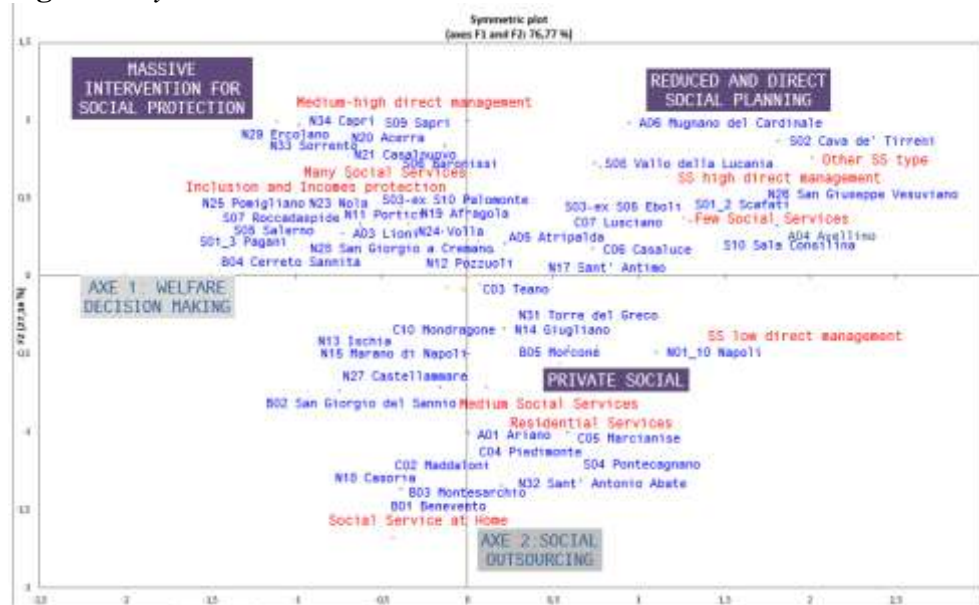 Symmetric plot
(axes F1 and F2: 76,77 %)
MASSIVE
INTERVENTION FOR
SOCIAL PROTECTION
REDUCED AND DIRECT
SOCIAL PLANNING
Medium-high direct management
N34 Capri
S09 Sapri
A06 Mugnano del Cardinale
N29 Ercolano
N20 Acerra
S02 Cava de' Tirreni
N33 Sorrento
N21 Casalnuovo
Other SS type
S06 Baronissi
S08 Vallo della Lucania
Many Social Services
SS high direct management
Inclusion and Incomes protection
N26 San Giuseppe Vesuviano
N25 Pomigliano
N23 Nola
S03-ex S10 Palomonte
S03-ex S06 Eboli
S01_2 Scafati
S07 Roccadaspide
N11 Portici
N19 Afragola
C07 Lusciano
Few Social Services
S05 Salerno
A03 Lioni
N24 Volla
A05 Atripalda
A04 Avellino
S01_3 Pagani
N28 San Giorgio a Cremano
C06 Casaluce
S10 Sala Consilina
B04 Cerreto Sannita
N12 Pozzuoli
N17 Sant' Antimo
AXE 1: WELFARE
DECISION MAKING
C03 Teano
N31 Torre del Greco
C10 Mondragone
N14 Giugliano
SS low direct management
N13 Ischia
N15 Marano di Napoli
B05 Morcone
N01_10 Napoli
N27 Castellammare
PRIVATE SOCIAL
B02 San Giorgio del Sannio
Medium Social Services
Residential Services
A01 Ariano
C05 Marcianise
C04 Piedimonte
C02 Maddaloni
S04 Pontecagnano
N18 Casoria
N32 Sant' Antonio Abate
B03 Montesarchio
B01 Benevento
Social Service at Home
AXE 2:SOCIAL
OUTSOURCING